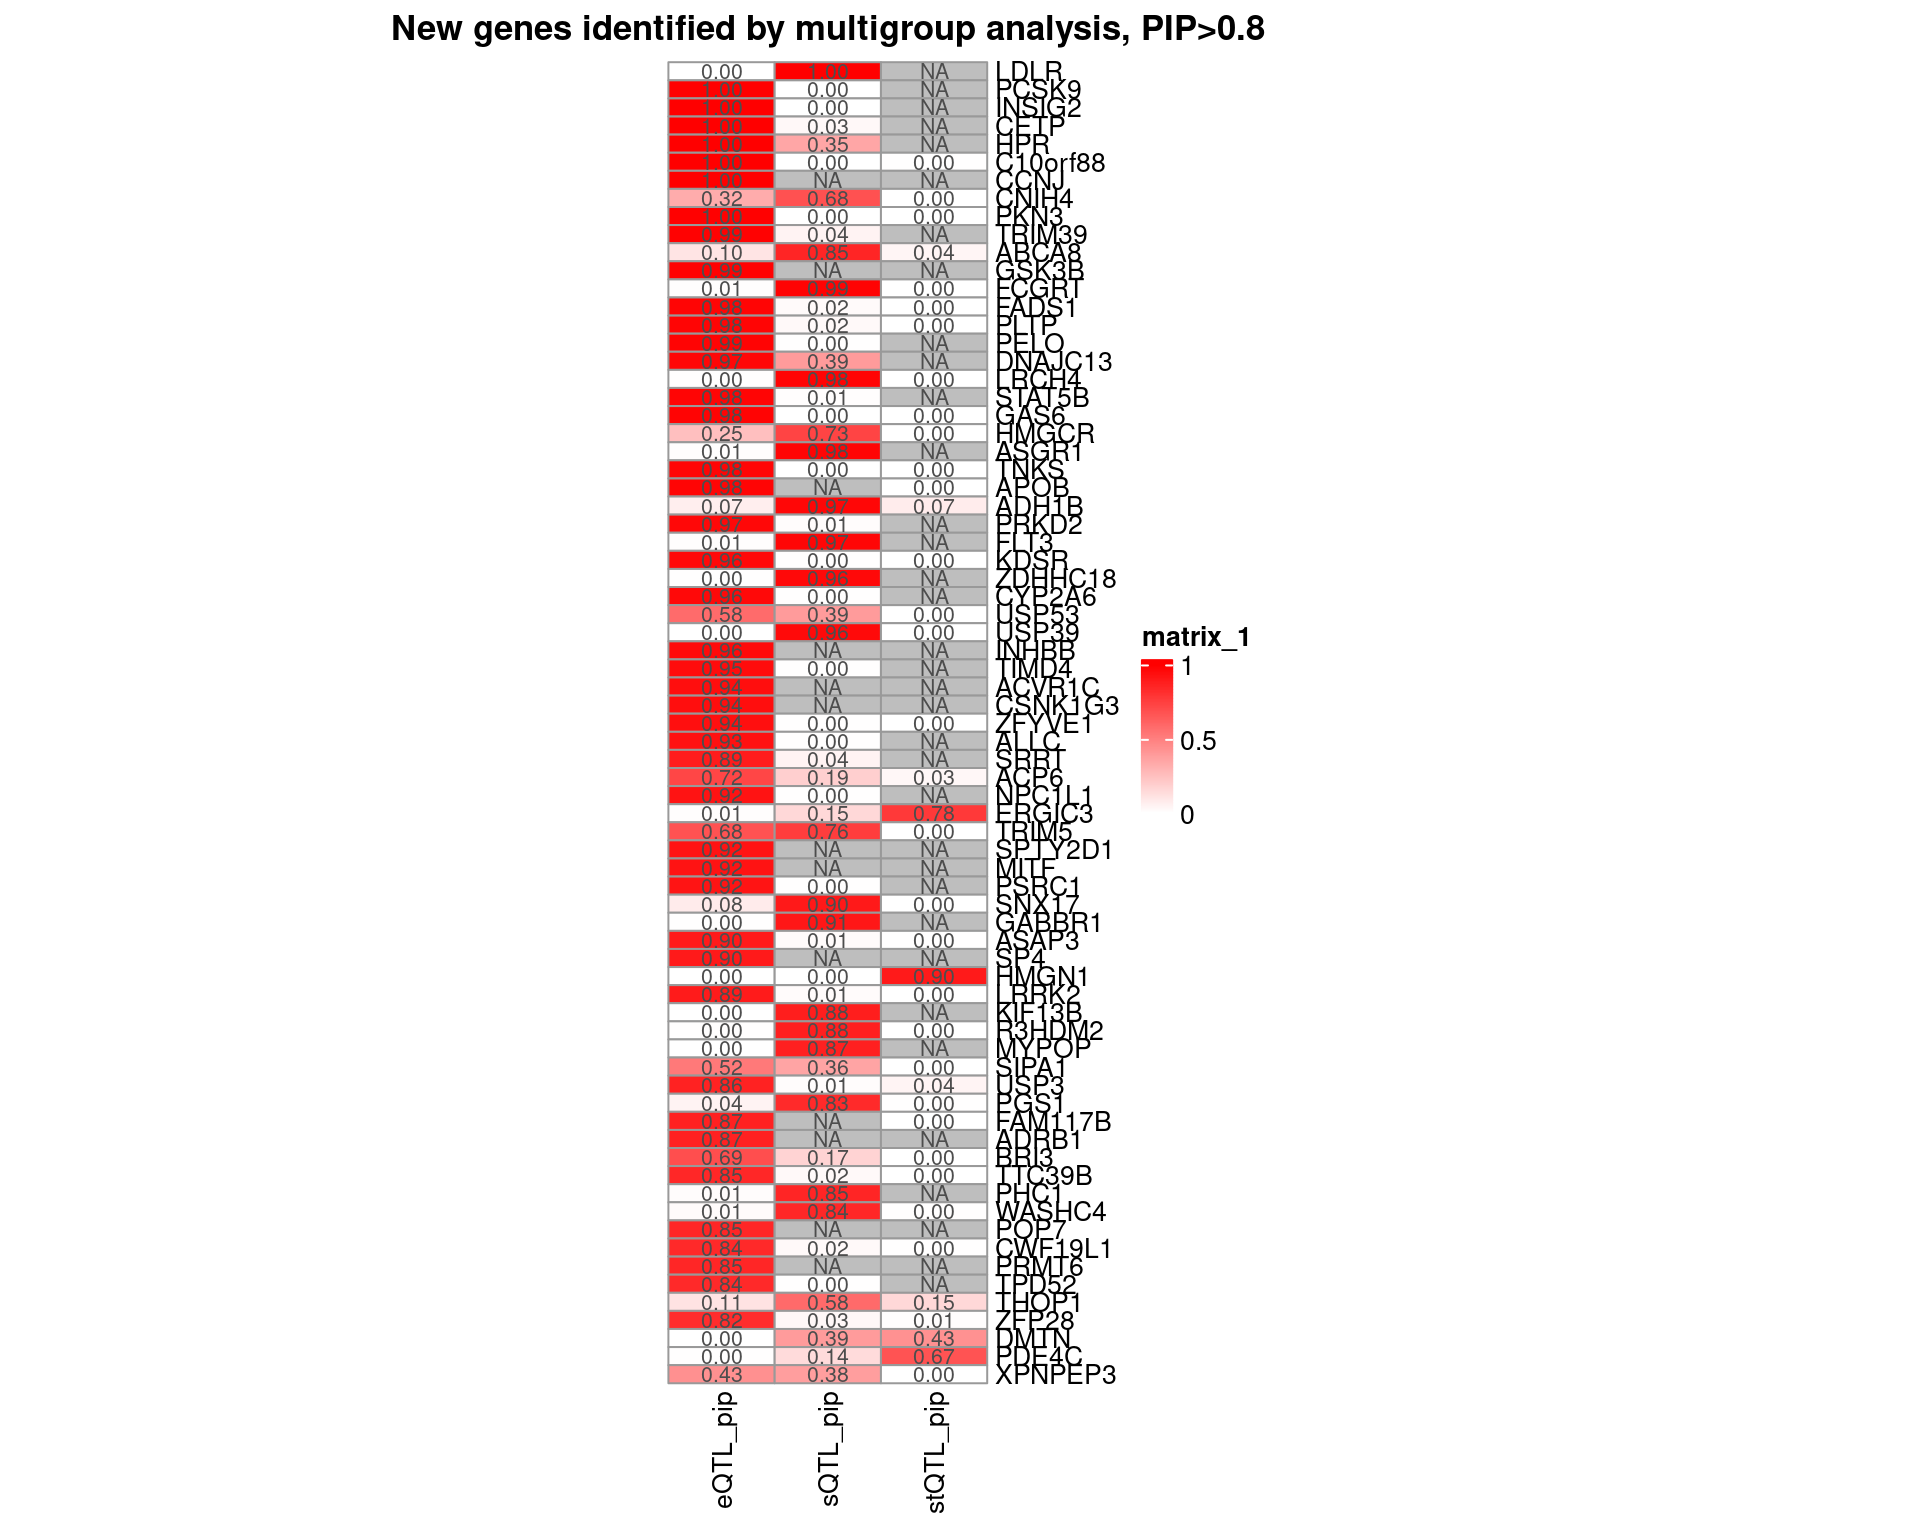 New genes identified by multigroup analysis, PIP>0.8
0.00 1.00 NA LDLR
1.00 0.00 NA PCSK9
1.00 0.00 NA INSIG2
1.00 0.03 NA CETP
1.00 0.35 NA HPR
1.00 0.00 0.00 C10orf88
1.00 NA NA CCNJ
0.32 0.68 0.00 CNIH4
1.00 0.00 0.00 PKN3
0.99 0.04 NA TRIM39
0.10 0.85 0.04 ABCA8
0.99 NA NA GSK3B
0.01 0.99 0.00 FCGRT
0.98 0.02 0.00 FADS1
0.98 0.02 0.00 PLTP
0.99 0.00 NA PELO
0.97 0.39 NA DNAJC13
0.00 0.98 0.00 LRCH4
0.98 0.01 NA STAT5B
0.98 0.00 0.00 GAS6
0.25 0.73 0.00 HMGCR
0.01 0.98 NA ASGR1
0.98 0.00 0.00 TNKS
0.98 NA 0.00 APOB
0.07 0.97 0.07 ADH1B
0.97 0.01 NA PRKD2
0.01 0.97 NA FLT3
0.96 0.00 0.00 KDSR
0.00 0.96 NA ZDHHC18
0.96 0.00 NA CYP2A6
0.58 0.39 0.00 USP53
0.00 0.96 0.00 USP39
0.96 NA NA INHBB
0.95 0.00 NA TIMD4
0.94 NA NA ACVR1C
0.94 NA NA CSNK1G3
0.94 0.00 0.00 ZFYVE1
0.93 0.00 NA ALLC
0.89 0.04 NA SRRT
0.72 0.19 0.03 ACP6
0.92 0.00 NA NPC1L1
0.01 0.15 0.78 ERGIC3
0.68 0.76 0.00 TRIM5
0.92 NA NA SPTY2D1
0.92 NA NA MITF
0.92 0.00 NA PSRC1
0.08 0.90 0.00 SNX17
0.00 0.91 NA GABBR1
0.90 0.01 0.00 ASAP3
0.90 NA NA SP4
0.00 0.00 0.90 HMGN1
0.89 0.01 0.00 LRRK2
0.00 0.88 NA KIF13B
0.00 0.88 0.00 R3HDM2
0.00 0.87 NA MYPOP
0.52 0.36 0.00 SIPA1
0.86 0.01 0.04 USP3
0.04 0.83 0.00 PGS1
0.87 NA 0.00 FAM117B
0.87 NA NA ADRB1
0.69 0.17 0.00 BRI3
0.85 0.02 0.00 TTC39B
0.01 0.85 NA PHC1
0.01 0.84 0.00 WASHC4
0.85 NA NA POP7
0.84 0.02 0.00 CWF19L1
0.85 NA NA PRMT6
0.84 0.00 NA TPD52
0.11 0.58 0.15 THOP1
0.82 0.03 0.01 ZFP28
0.00 0.39 0.43 DMTN
0.00 0.14 0.67 PDE4C
0.43 0.38 0.00 XPNPEP3
eQTL_pip sQTL_pip stQTL_pip
matrix_1
1
0.5
0